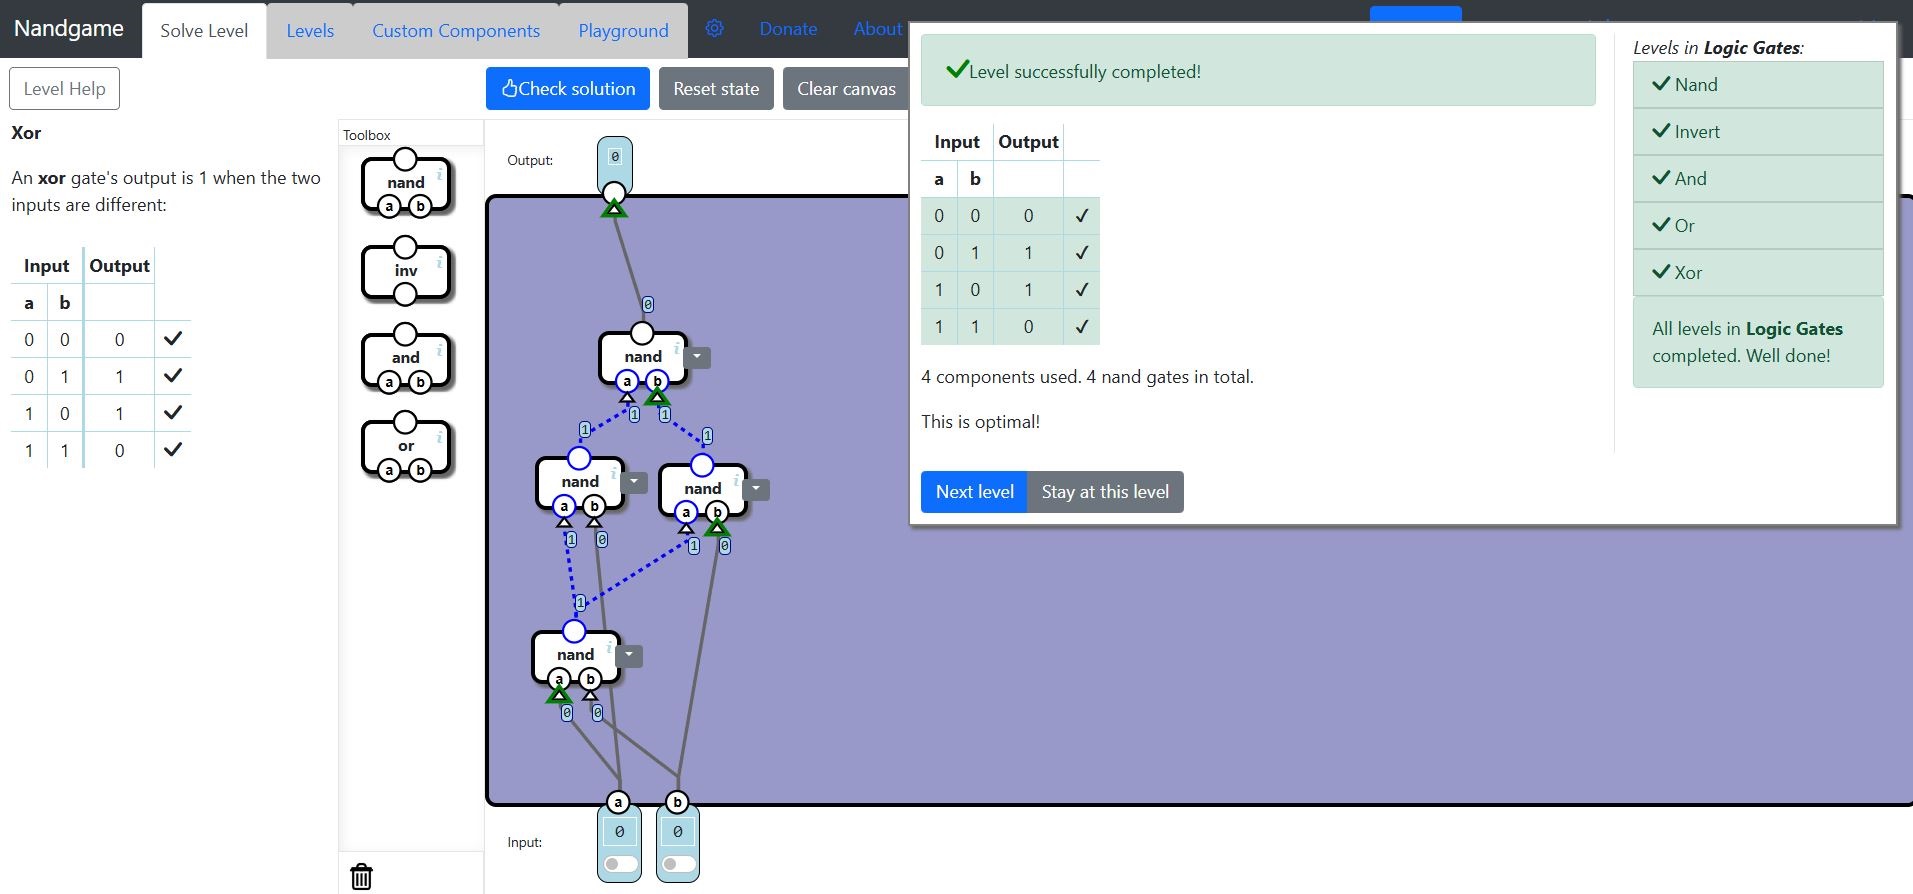 Nandgame Solve Level Levels Custom Components Playground Donate About
Level Help
Check solution Reset state Clear canvas
Xor
An xor gate's output is 1 when the two
inputs are different:
Input Output
a b
0 0 0 ✓
0 1 1 ✓
1 0 1 ✓
1 1 0 ✓
Toolbox
nand i
a b
inv i
and i
a b
or i
a b
Output:
0
0
nand i
a b
1 1
1 1
nand i
a b
1 0
nand i
a b
1 0
1
nand i
a b
0 0
a b
Input:
0 0
✓Level successfully completed!
Input Output
a b
0 0 0 ✓
0 1 1 ✓
1 0 1 ✓
1 1 0 ✓
4 components used. 4 nand gates in total.
This is optimal!
Next level Stay at this level
Levels in Logic Gates:
✓ Nand
✓ Invert
✓ And
✓ Or
✓ Xor
All levels in Logic Gates
completed. Well done!